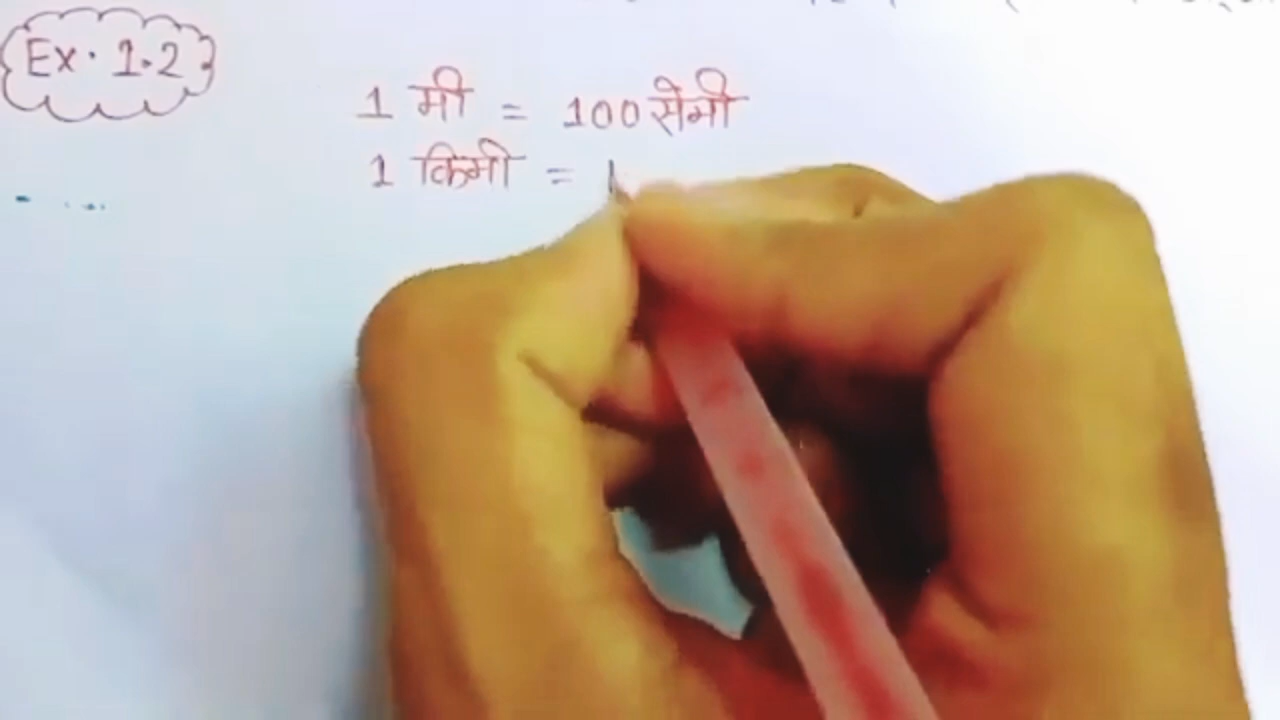 Ex. 1.2
1 मी = 100 सेमी
1 किमी =